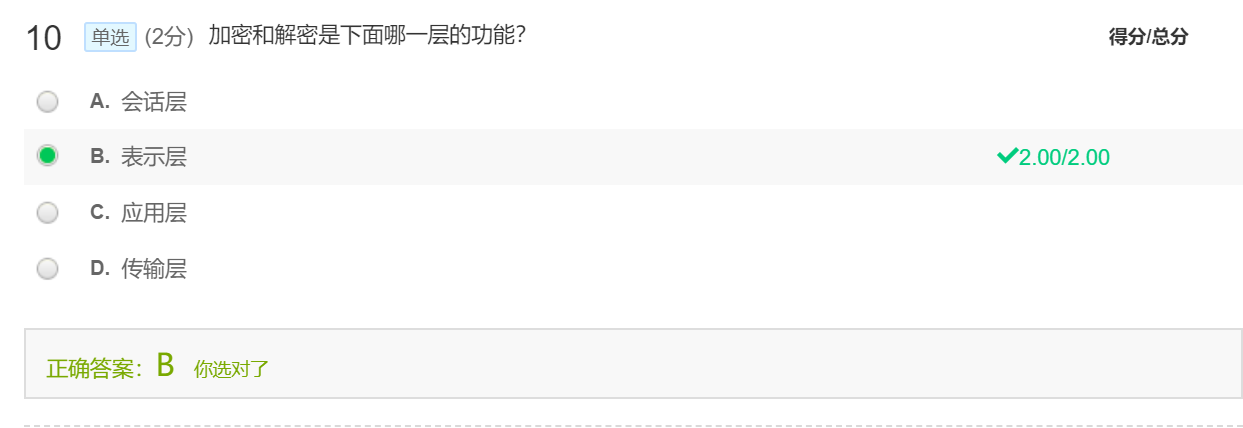 10 单选 (2分) 加密和解密是下面哪一层的功能? 得分/总分
A. 会话层
B. 表示层 2.00/2.00
C. 应用层
D. 传输层
正确答案：B 你选对了